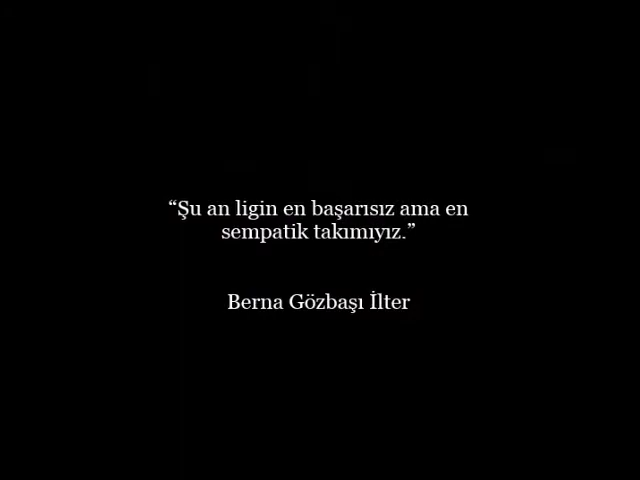 “Şu an ligin en başarısız ama en
sempatik takımıyız.”
Berna Gözbaşı İlter